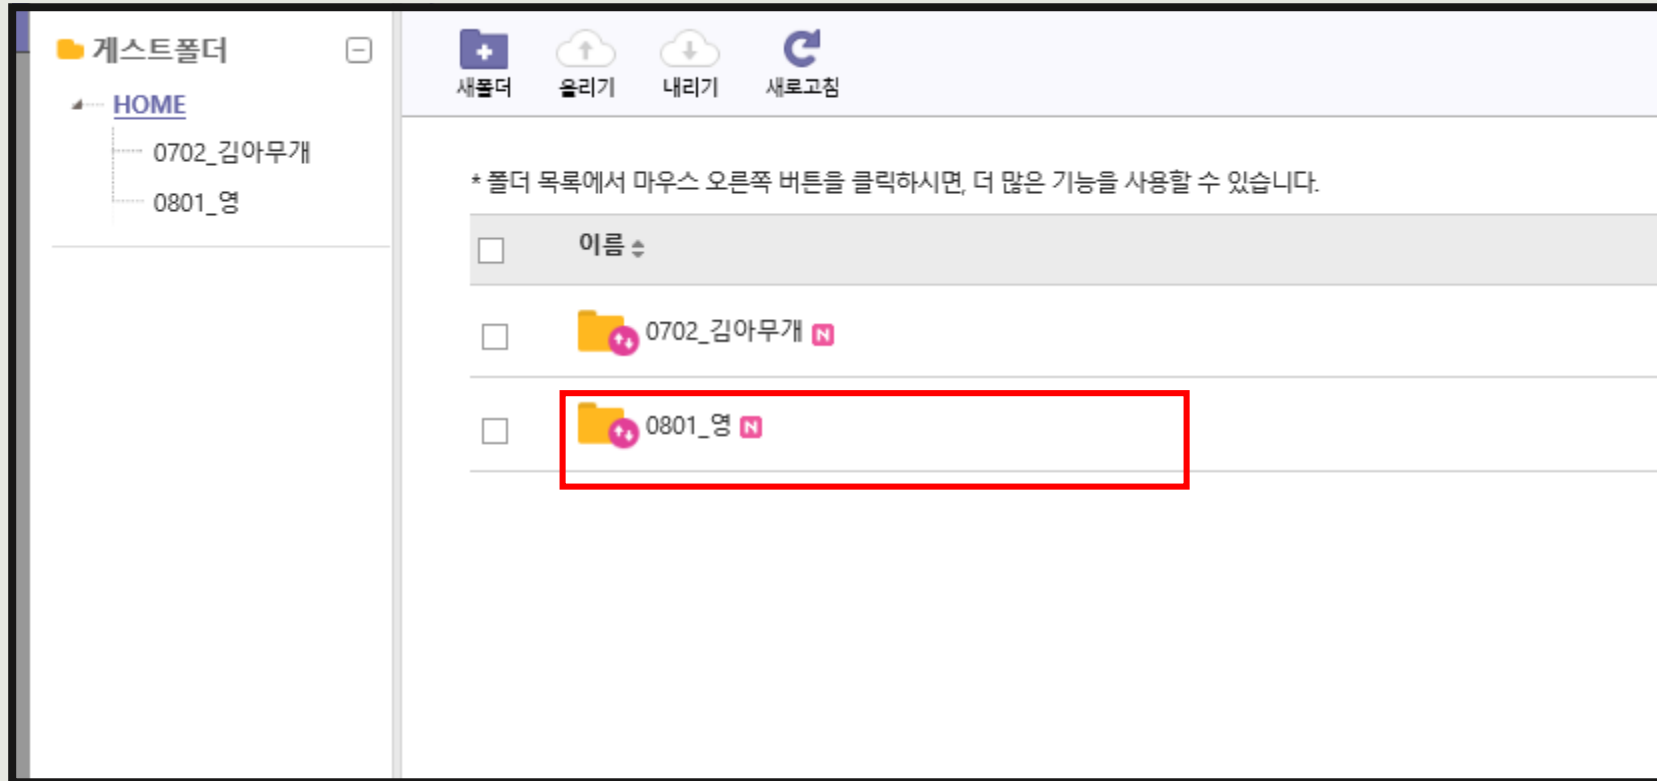 게스트폴더
HOME
0702_김아무개
0801_영
새폴더 올리기 내리기 새로고침
* 폴더 목록에서 마우스 오른쪽 버튼을 클릭하시면, 더 많은 기능을 사용할 수 있습니다.
이름
0702_김아무개 N
0801_영 N